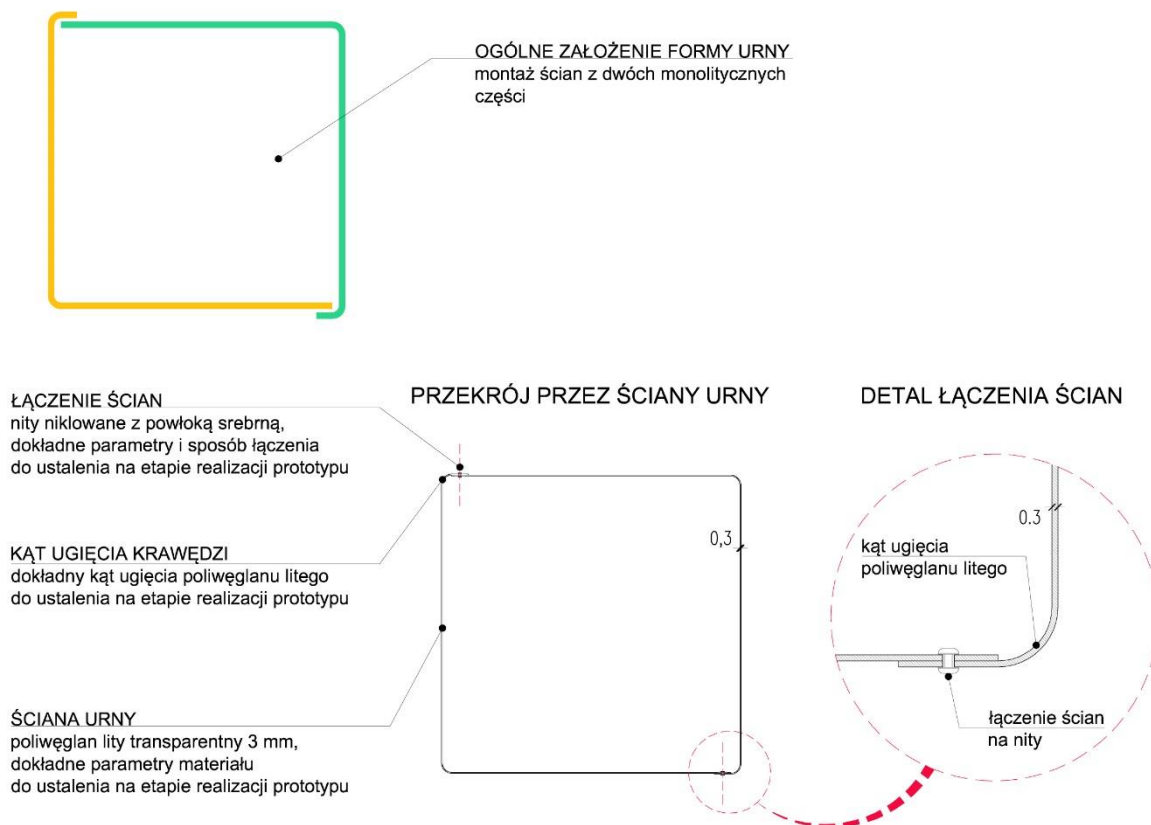 OGÓLNE ZAŁOŻENIE FORMY URNY
montaż ścian z dwóch monolitycznych
części
ŁĄCZENIE ŚCIAN
nity niklowane z powłoką srebrną,
dokładne parametry i sposób łączenia
do ustalenia na etapie realizacji prototypu
KĄT UGIĘCIA KRAWĘDZI
dokładny kąt ugięcia poliwęglanu litego
do ustalenia na etapie realizacji prototypu
ŚCIANA URNY
poliwęglan lity transparentny 3 mm,
dokładne parametry materiału
do ustalenia na etapie realizacji prototypu
PRZEKRÓJ PRZEZ ŚCIANY URNY
0,3
DETAL ŁĄCZENIA ŚCIAN
0.3
kąt ugięcia
poliwęglanu litego
łączenie ścian
na nity